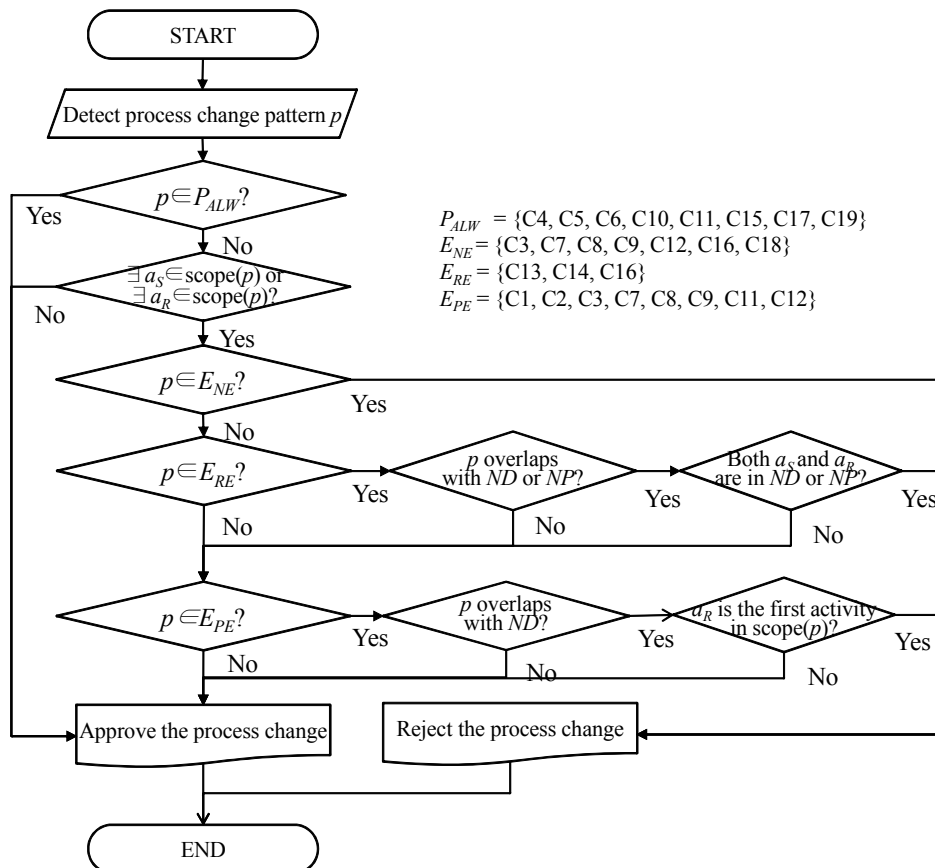 START
Detect process change pattern p
p∈P_ALW?
Yes
No
∃ a_S∈scope(p) or
∃ a_R∈scope(p)?
No
Yes
P_ALW = {C4, C5, C6, C10, C11, C15, C17, C19}
E_NE = {C3, C7, C8, C9, C12, C16, C18}
E_RE = {C13, C14, C16}
E_PE = {C1, C2, C3, C7, C8, C9, C11, C12}
p∈E_NE?
Yes
No
p∈E_RE?
Yes
No
p overlaps
with ND or NP?
Yes
No
Both a_S and a_R
are in ND or NP?
Yes
No
p∈E_PE?
Yes
No
p overlaps
with ND?
Yes
No
a_R is the first activity
in scope(p)?
Yes
No
Approve the process change
Reject the process change
END